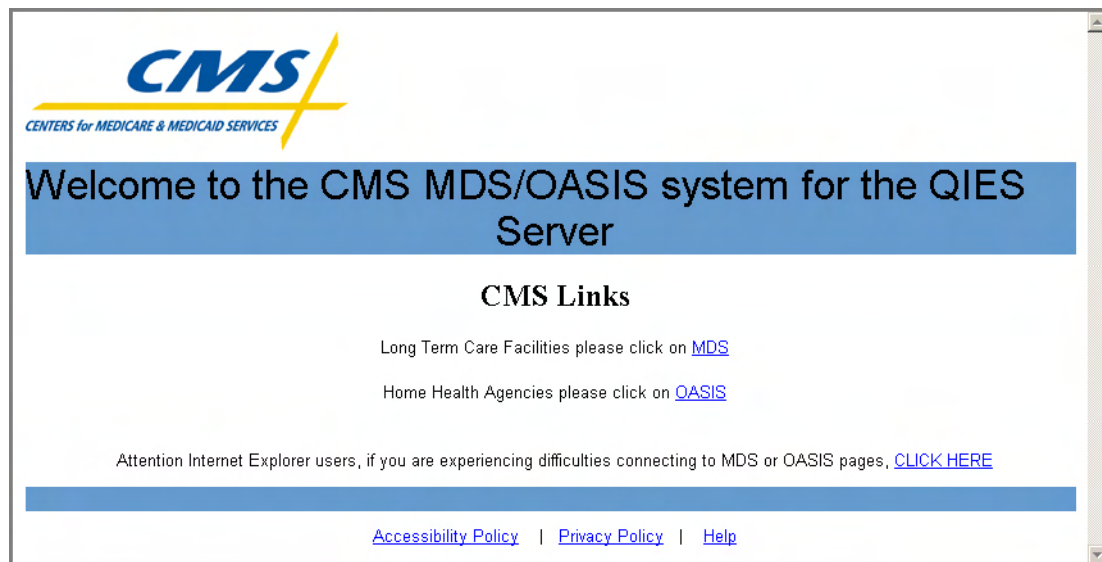 CMS
CENTERS for MEDICARE & MEDICAID SERVICES
Welcome to the CMS MDS/OASIS system for the QIES
Server
CMS Links
Long Term Care Facilities please click on MDS
Home Health Agencies please click on OASIS
Attention Internet Explorer users, if you are experiencing difficulties connecting to MDS or OASIS pages, CLICK HERE
Accessibility Policy | Privacy Policy | Help